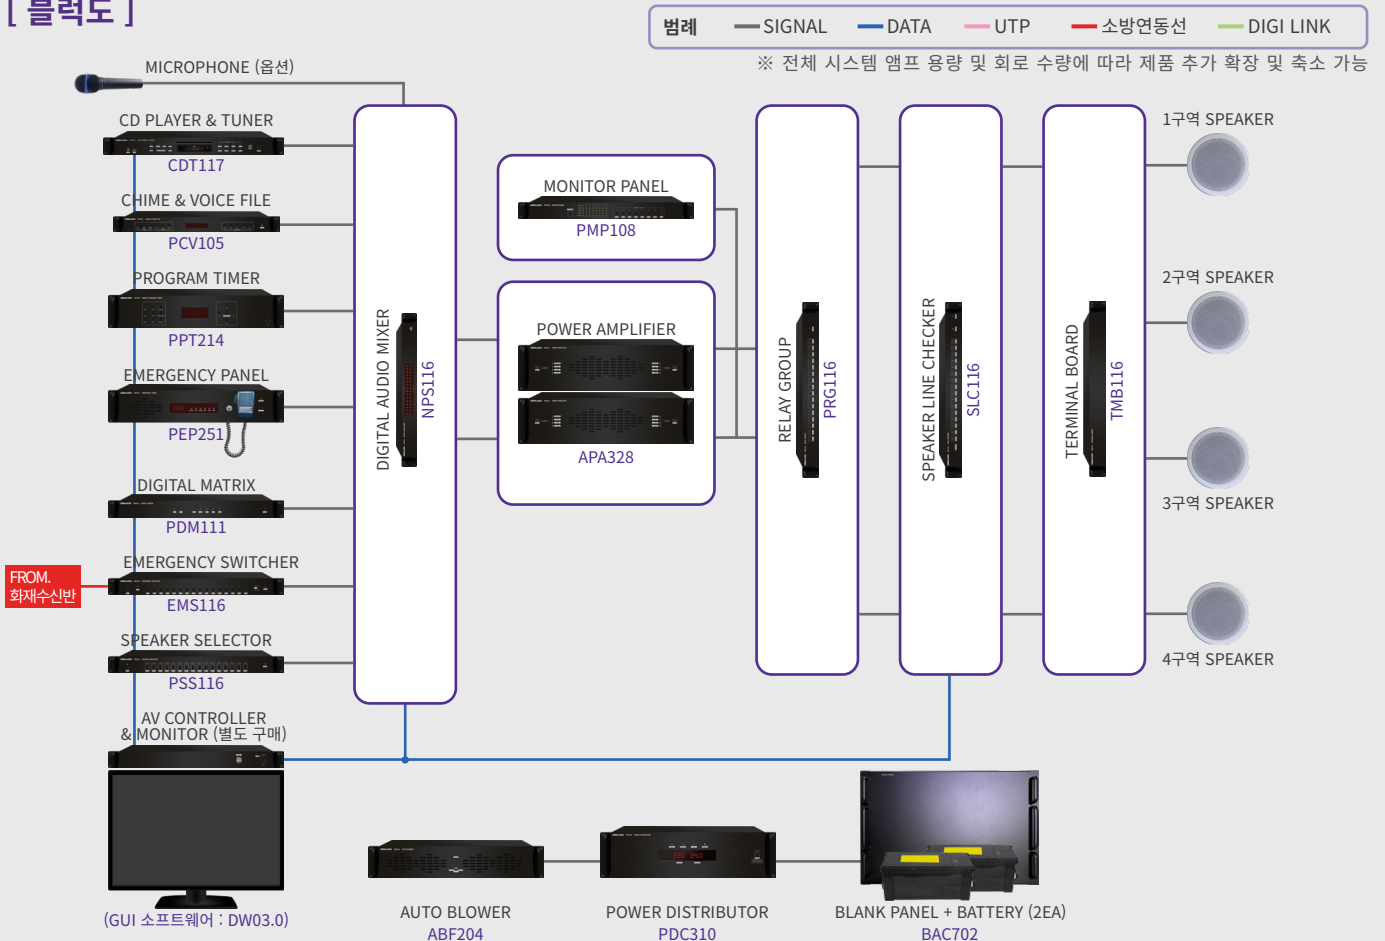 [ 블럭도 ]
범례 SIGNAL DATA UTP 소방연동선 DIGI LINK
※ 전체 시스템 앰프 용량 및 회로 수량에 따라 제품 추가 확장 및 축소 가능
MICROPHONE (옵션)
CD PLAYER & TUNER
CDT117
CHIME & VOICE FILE
PCV105
PROGRAM TIMER
PPT214
EMERGENCY PANEL
PEP251
DIGITAL MATRIX
PDM111
FROM.
화재수신반
EMERGENCY SWITCHER
EMS116
SPEAKER SELECTOR
PSS116
AV CONTROLLER
& MONITOR (별도 구매)
(GUI 소프트웨어 : DW03.0)
DIGITAL AUDIO MIXER
NPS116
MONITOR PANEL
PMP108
POWER AMPLIFIER
APA328
RELAY GROUP
PRG116
SPEAKER LINE CHECKER
SLC116
TERMINAL BOARD
TMB116
1구역 SPEAKER
2구역 SPEAKER
3구역 SPEAKER
4구역 SPEAKER
AUTO BLOWER
ABF204
POWER DISTRIBUTOR
PDC310
BLANK PANEL + BATTERY (2EA)
BAC702